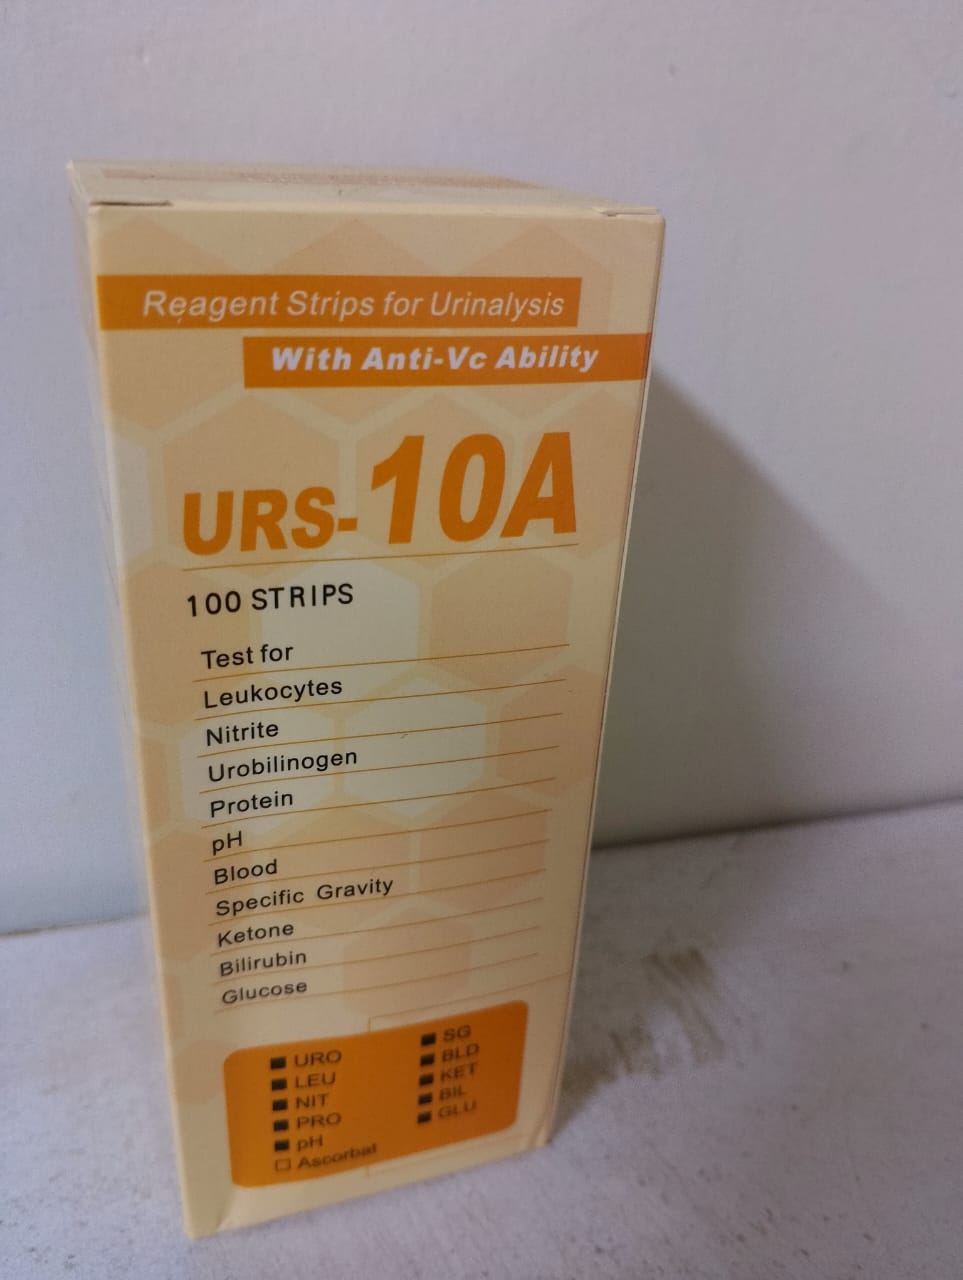 Reagent Strips for Urinalysis
With Anti-Vc Ability
URS-10A
100 STRIPS
Test for
Leukocytes
Nitrite
Urobilinogen
Protein
pH
Blood
Specific Gravity
Ketone
Bilirubin
Glucose
URO
LEU
NIT
PRO
pH
Ascorbat
SG
BLD
KET
BIL
GLU